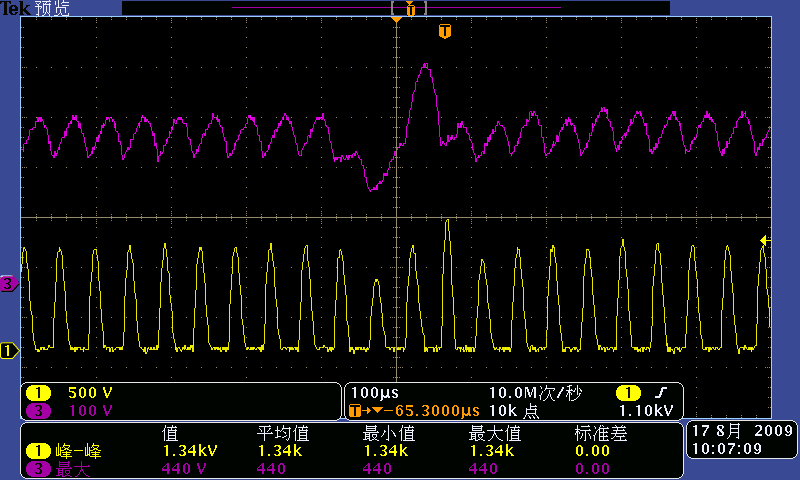 Tek 预览
T
T
3
1
1 500 V
3 100 V
100μs 10.0M次/秒 1
T→▼−65.3000μs 10k 点 1.10kV
值 平均值 最小值 最大值 标准差
1 峰−峰 1.34kV 1.34k 1.34k 1.34k 0.00
3 最大 440 V 440 440 440 0.00
17 8月 2009
10:07:09